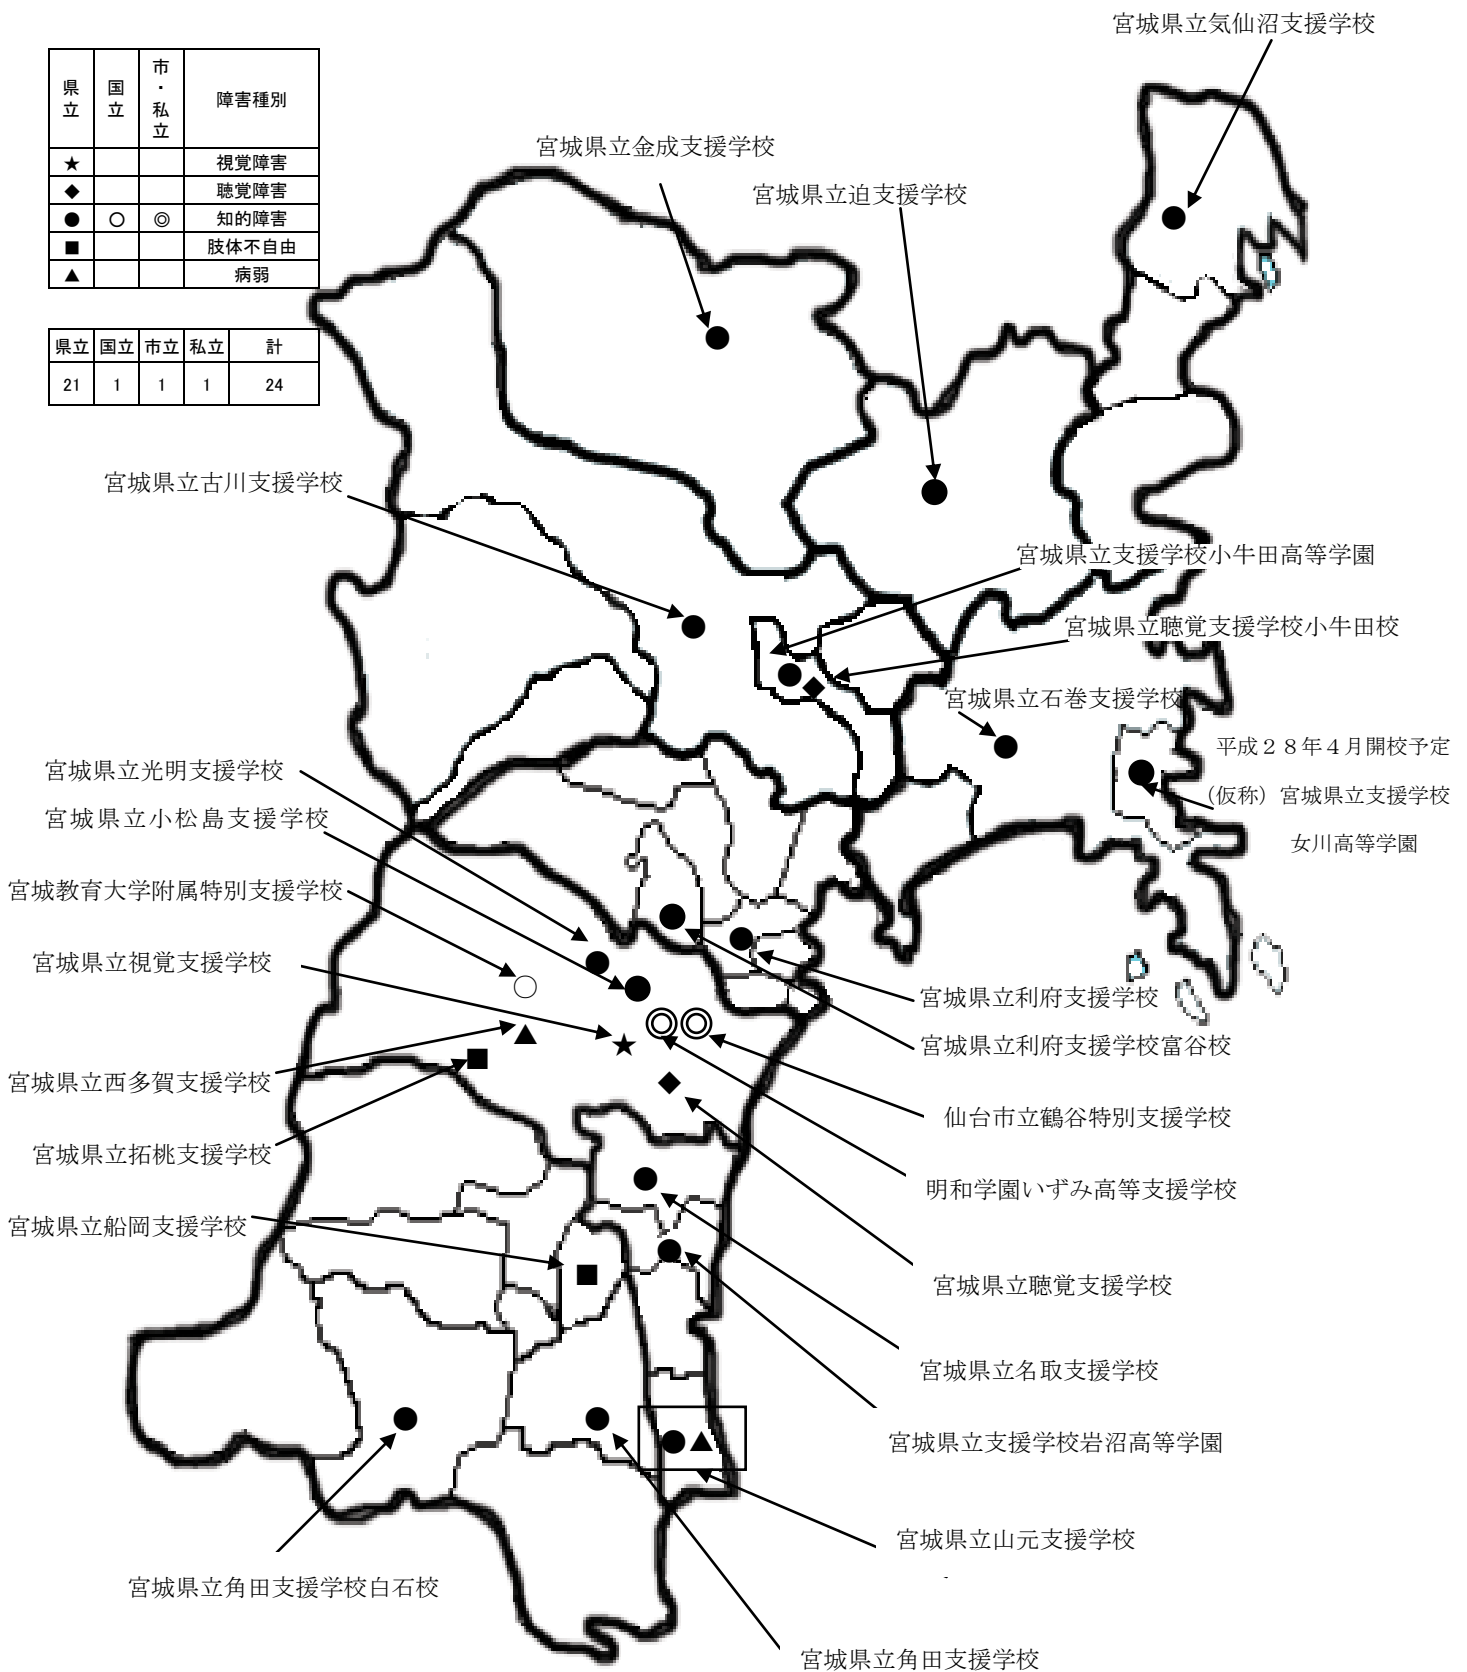 宮城県立気仙沼支援学校
県立 国立 市・私立 障害種別
★ 視覚障害
◆ 聴覚障害
● ○ ◎ 知的障害
■ 肢体不自由
▲ 病弱
宮城県立金成支援学校
宮城県立迫支援学校
県立 国立 市立 私立 計
21 1 1 1 24
宮城県立古川支援学校
宮城県立支援学校小牛田高等学園
宮城県立聴覚支援学校小牛田校
宮城県立石巻支援学校
平成28年4月開校予定
(仮称)宮城県立支援学校
女川高等学園
宮城県立光明支援学校
宮城県立小松島支援学校
宮城教育大学附属特別支援学校
宮城県立視覚支援学校
宮城県立利府支援学校
宮城県立利府支援学校富谷校
宮城県立西多賀支援学校
仙台市立鶴谷特別支援学校
宮城県立拓桃支援学校
明和学園いずみ高等支援学校
宮城県立船岡支援学校
宮城県立聴覚支援学校
宮城県立名取支援学校
宮城県立支援学校岩沼高等学園
宮城県立山元支援学校
宮城県立角田支援学校白石校
宮城県立角田支援学校